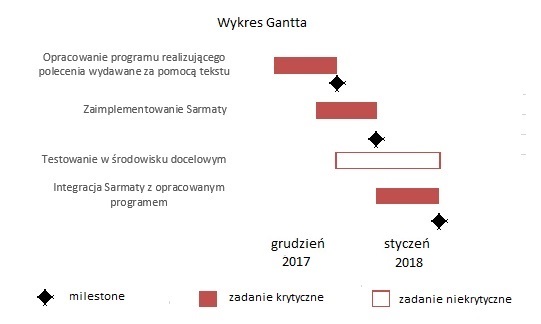 Wykres Gantta
Opracowanie programu realizującego
polecenia wydawane za pomocą tekstu
Zaimplementowanie Sarmaty
Testowanie w środowisku docelowym
Integracja Sarmaty z opracowanym
programem
grudzień
2017
styczeń
2018
milestone
zadanie krytyczne
zadanie niekrytyczne